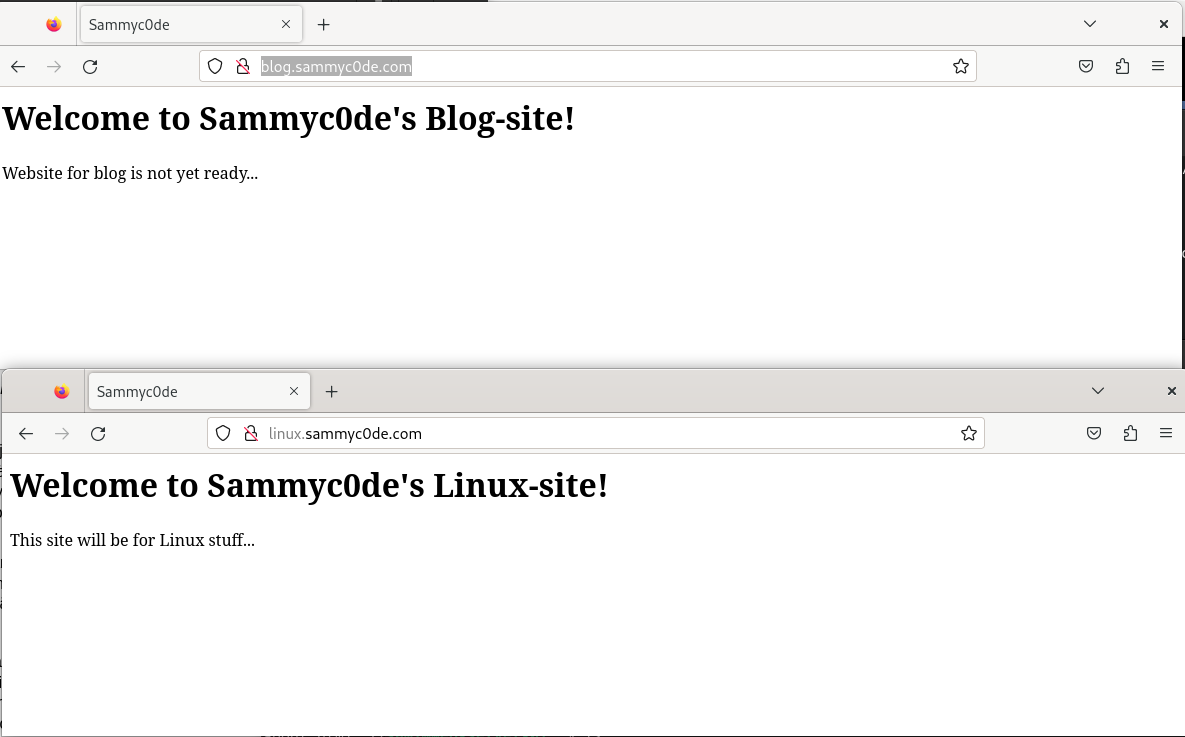 Sammyc0de
blog.sammyc0de.com
Welcome to Sammyc0de's Blog-site!
Website for blog is not yet ready...
Sammyc0de
linux.sammyc0de.com
Welcome to Sammyc0de's Linux-site!
This site will be for Linux stuff...